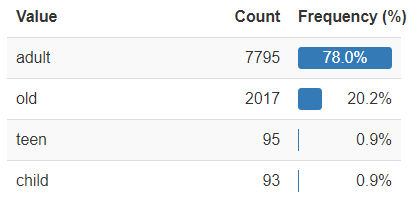 Value Count Frequency (%)
adult 7795 78.0%
old 2017 20.2%
teen 95 0.9%
child 93 0.9%